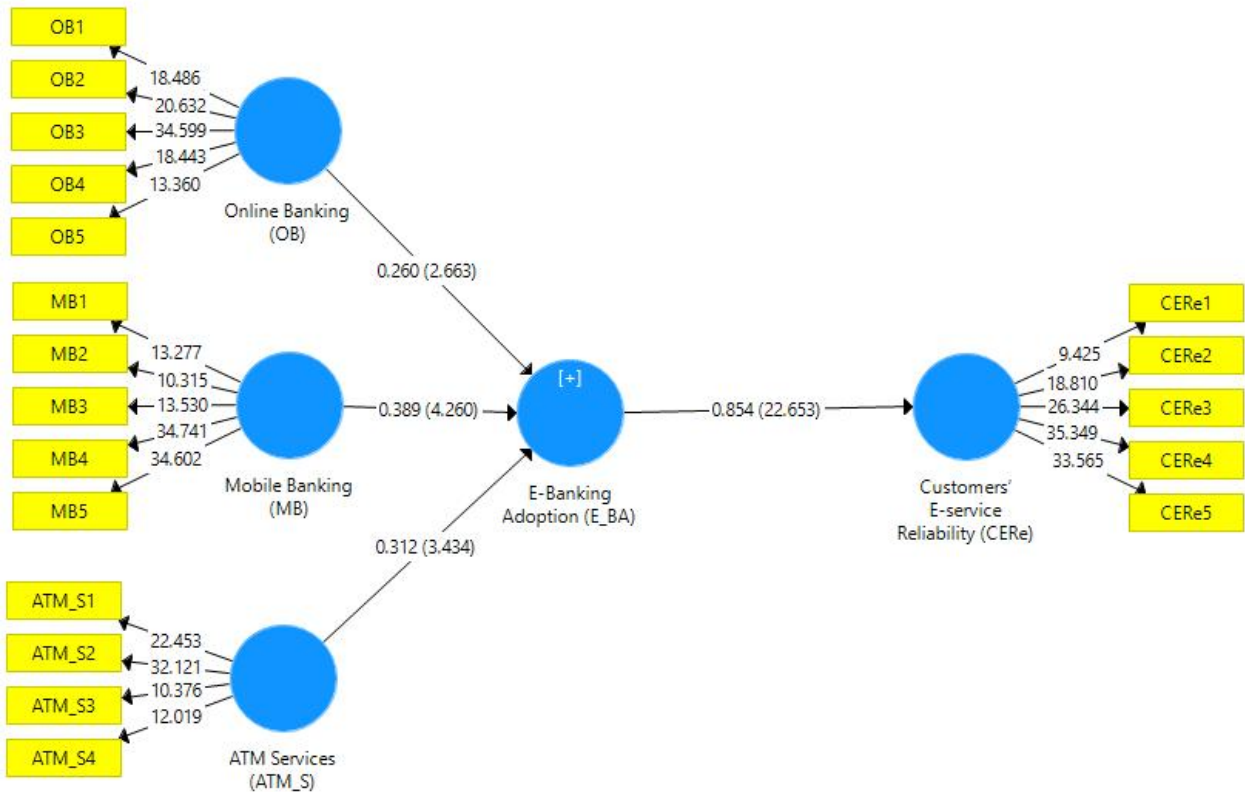 OB1
OB2
OB3
OB4
OB5
18.486
20.632
34.599
18.443
13.360
Online Banking
(OB)
0.260 (2.663)
MB1
MB2
MB3
MB4
MB5
13.277
10.315
13.530
34.741
34.602
Mobile Banking
(MB)
0.389 (4.260)
ATM_S1
ATM_S2
ATM_S3
ATM_S4
22.453
32.121
10.376
12.019
ATM Services
(ATM_S)
0.312 (3.434)
[+]
E-Banking
Adoption (E_BA)
0.854 (22.653)
Customers'
E-service
Reliability (CERe)
9.425
18.810
26.344
35.349
33.565
CERe1
CERe2
CERe3
CERe4
CERe5